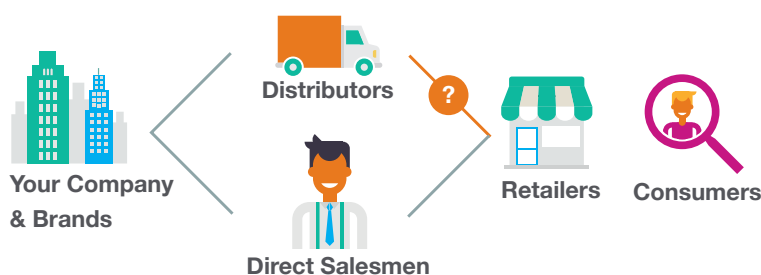 Distributors
?
Your Company
& Brands
Direct Salesmen
Retailers
Consumers